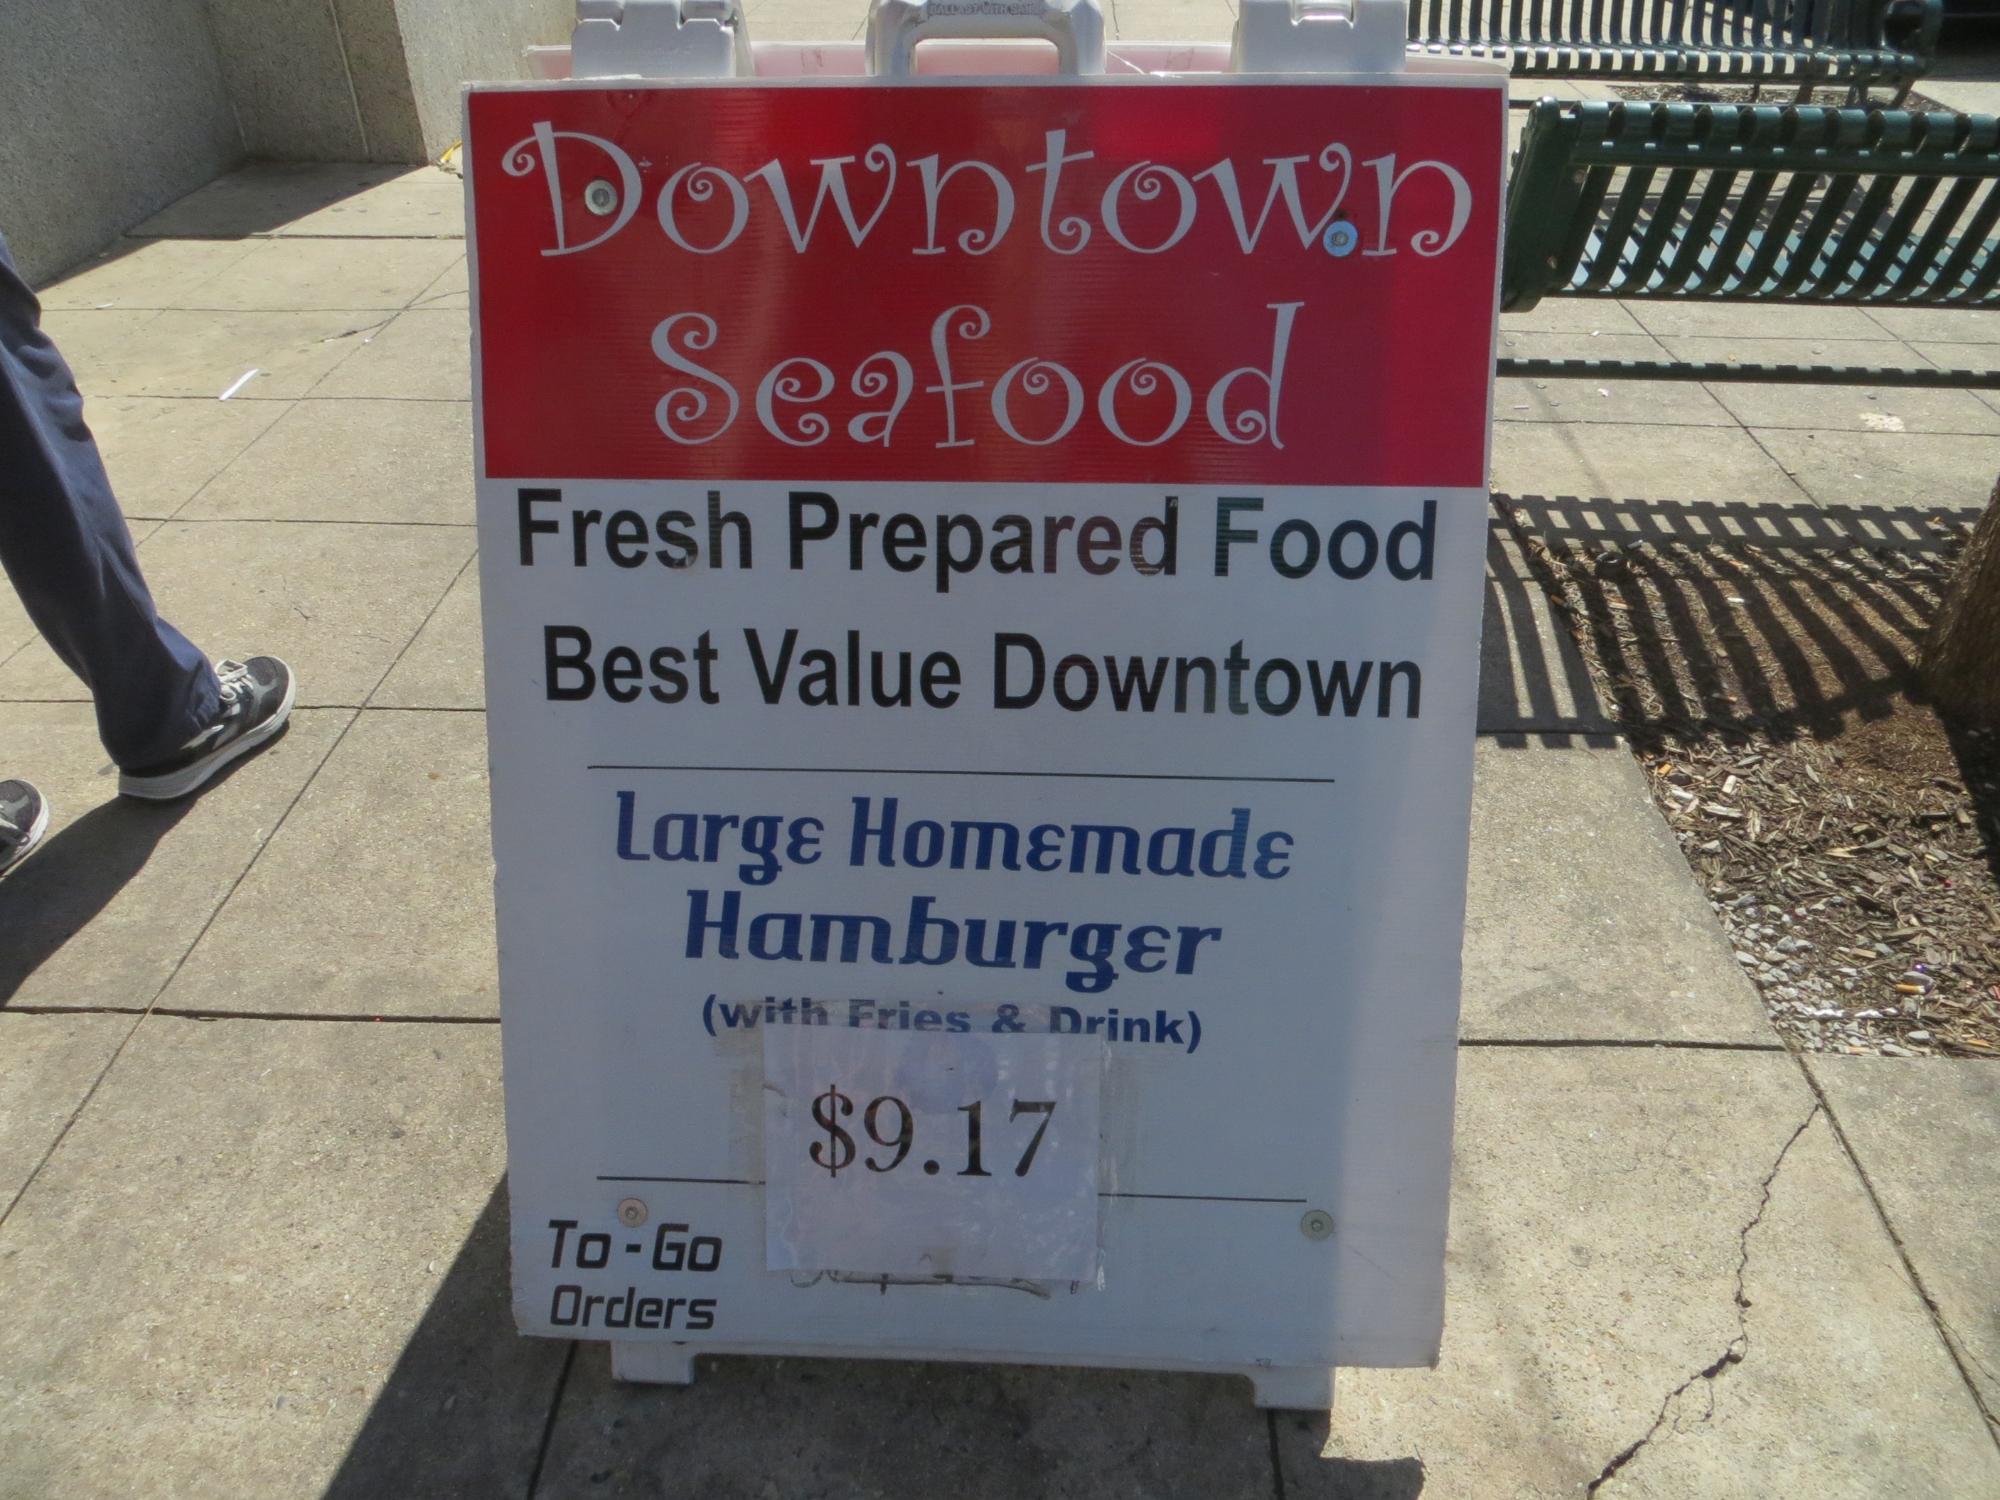 Downtown
Seafood
Fresh Prepared Food
Best Value Downtown
Large Homemade
Hamburger
(with Fries & Drink)
$9.17
To-Go
Orders